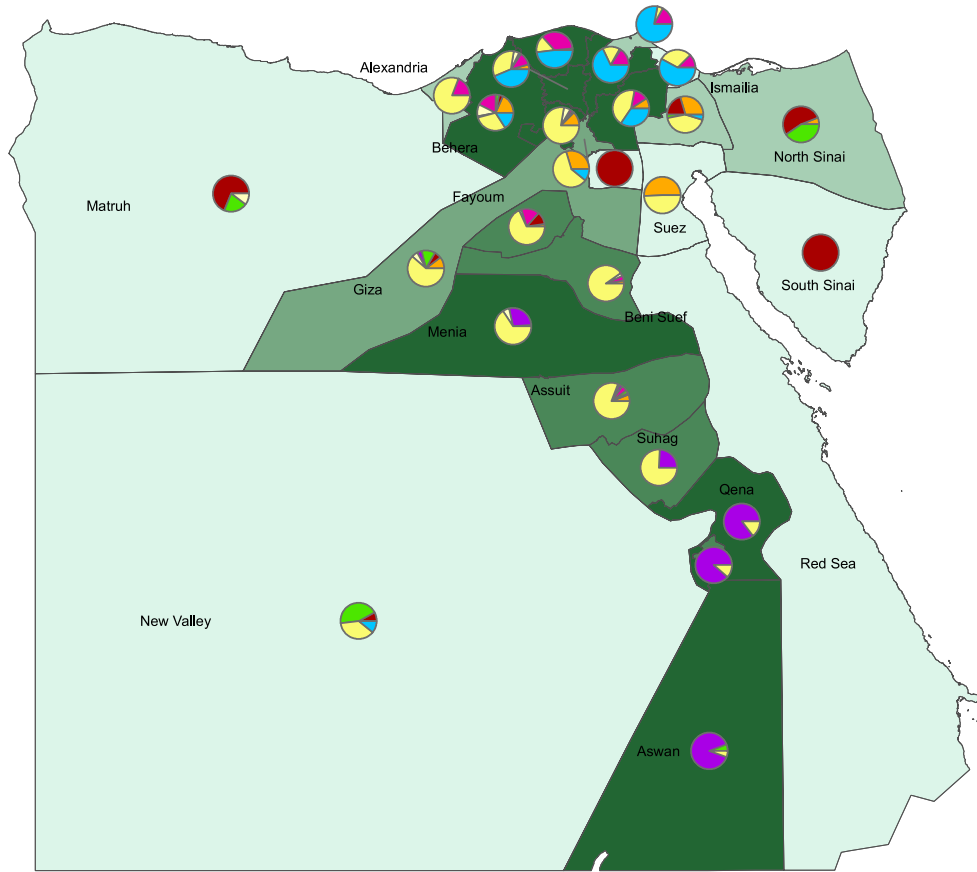 Alexandria
Ismailia
Behera
North Sinai
Fayoum
Matruh
Suez
South Sinai
Giza
Beni Suef
Menia
Assuit
Suhag
Qena
Red Sea
New Valley
Aswan